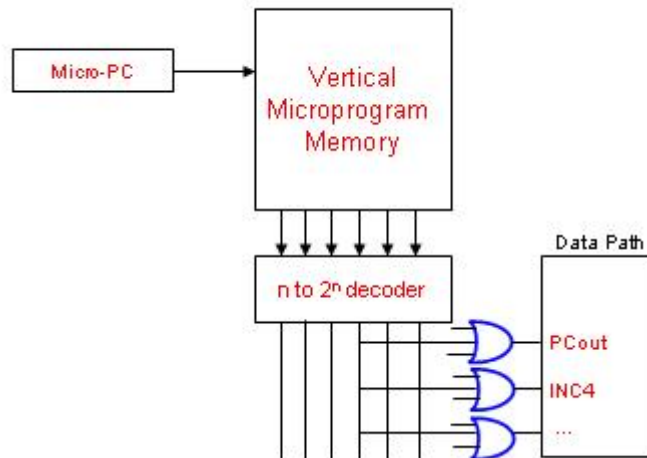 Micro-PC
Vertical
Microprogram
Memory
n to 2ⁿ decoder
Data Path
PCout
INC4
...